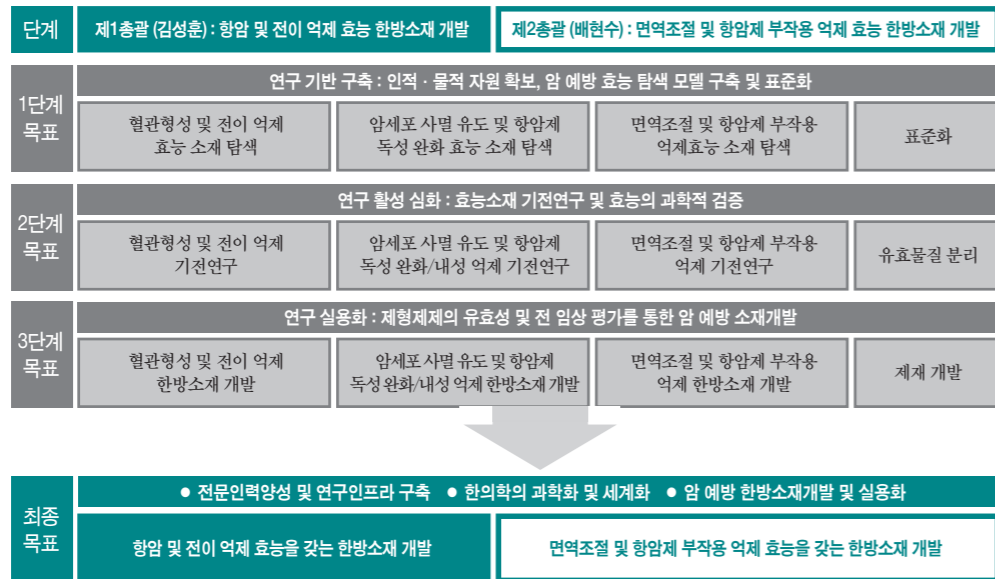 단계
제1총괄 (김성훈) : 항암 및 전이 억제 효능 한방소재 개발
제2총괄 (배현수) : 면역조절 및 항암제 부작용 억제 효능 한방소재 개발
1단계
목표
연구 기반 구축 : 인적 · 물적 자원 확보, 암 예방 효능 탐색 모델 구축 및 표준화
혈관형성 및 전이 억제
효능 소재 탐색
암세포 사멸 유도 및 항암제
독성 완화 효능 소재 탐색
면역조절 및 항암제 부작용
억제효능 소재 탐색
표준화
2단계
목표
연구 활성 심화 : 효능소재 기전연구 및 효능의 과학적 검증
혈관형성 및 전이 억제
기전연구
암세포 사멸 유도 및 항암제
독성 완화/내성 억제 기전연구
면역조절 및 항암제 부작용
억제 기전연구
유효물질 분리
3단계
목표
연구 실용화 : 제형제제의 유효성 및 전 임상 평가를 통한 암 예방 소재개발
혈관형성 및 전이 억제
한방소재 개발
암세포 사멸 유도 및 항암제
독성 완화/내성 억제 한방소재 개발
면역조절 및 항암제 부작용
억제 한방소재 개발
제재 개발
최종
목표
● 전문인력양성 및 연구인프라 구축 ● 한의학의 과학화 및 세계화 ● 암 예방 한방소재개발 및 실용화
항암 및 전이 억제 효능을 갖는 한방소재 개발
면역조절 및 항암제 부작용 억제 효능을 갖는 한방소재 개발